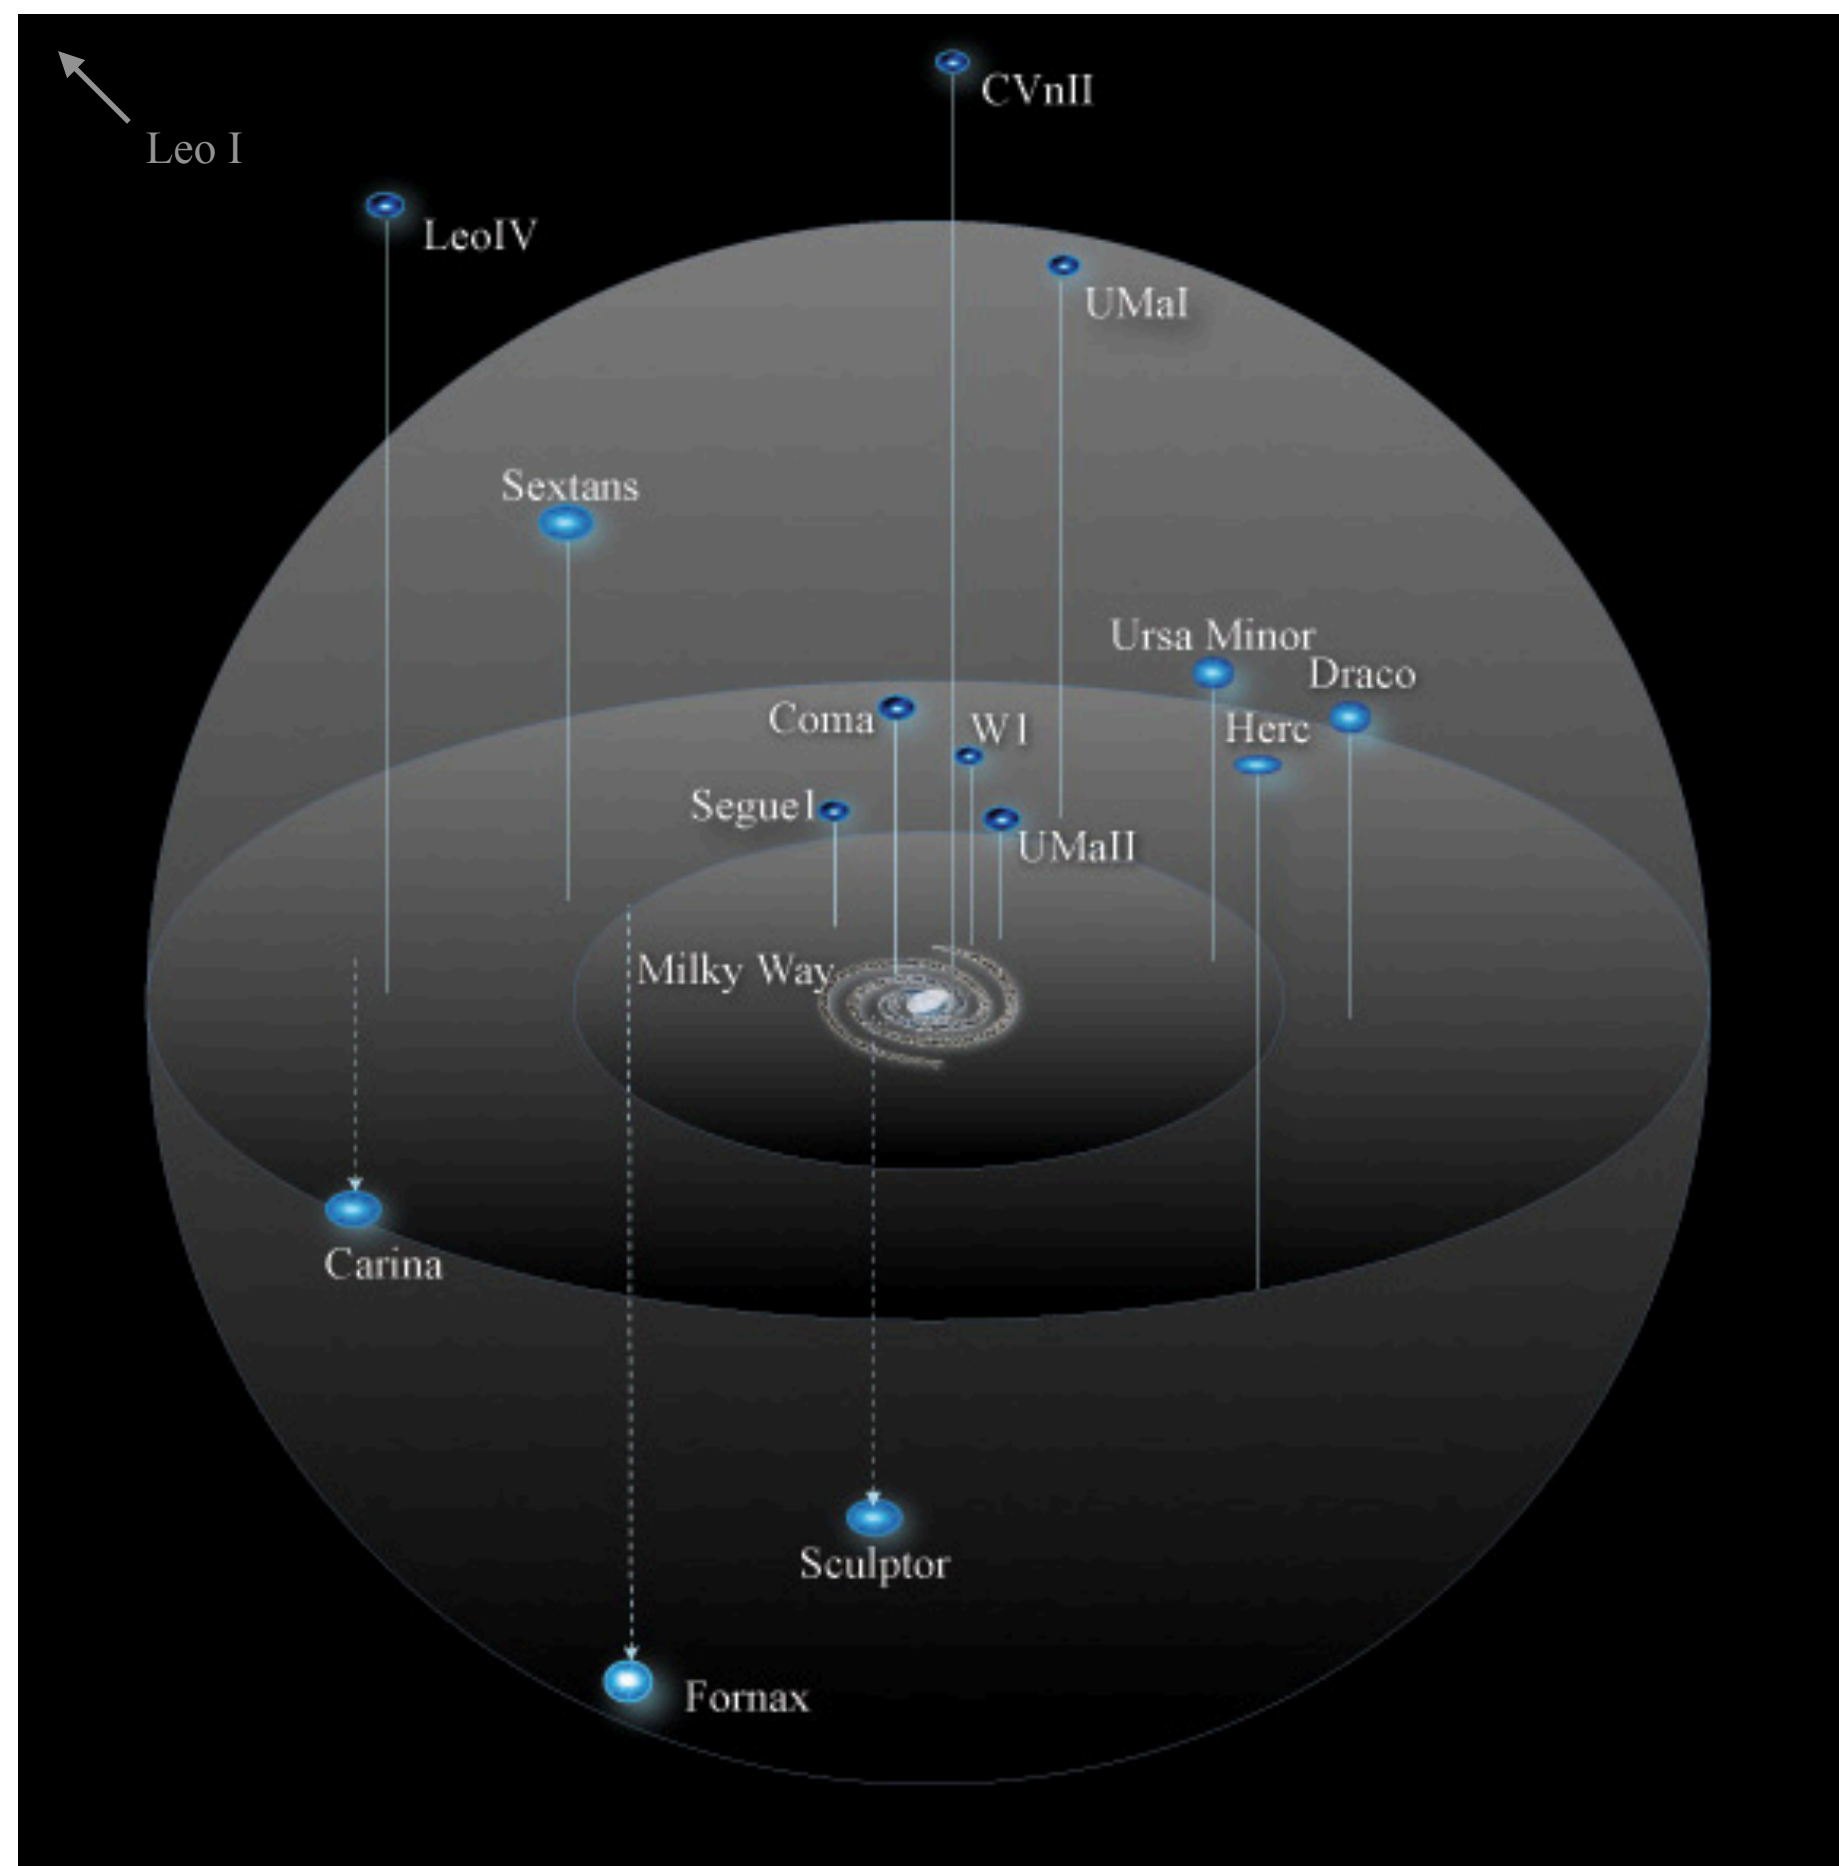 CVnII
Leo I
LeoIV
UMaI
Sextans
Ursa Minor
Draco
Coma
W1
Herc
Segue1
UMaII
Milky Way
Carina
Sculptor
Fornax